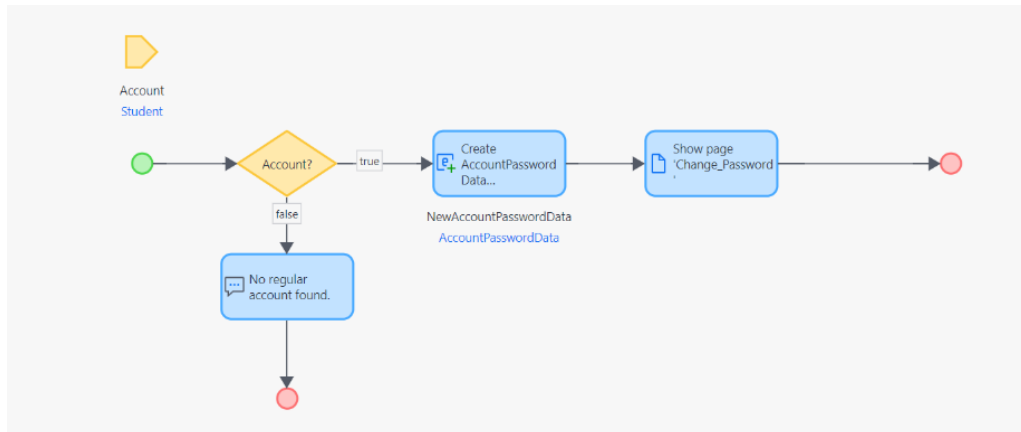 Account
Student
Account?
true
Create
AccountPassword
Data...
Show page
'Change_Password
'
NewAccountPasswordData
AccountPasswordData
false
No regular
account found.